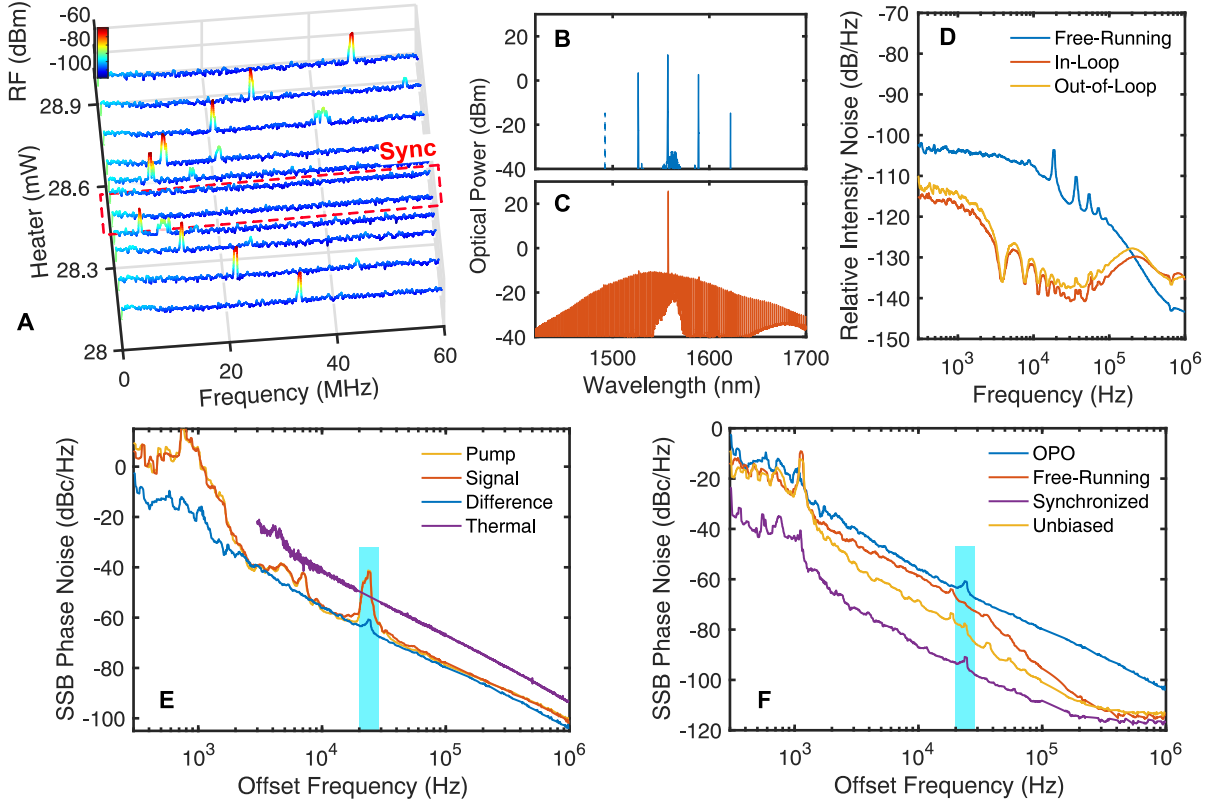 RF (dBm)
-60
-80
-100
28.9
28.6
28.3
28
Heater (mW)
Sync
A
0
20
40
60
Frequency (MHz)
B
20
0
-20
-40
C
20
0
-20
-40
Optical Power (dBm)
1500
1600
1700
Wavelength (nm)
D
Free-Running
In-Loop
Out-of-Loop
-70
-80
-90
-100
-110
-120
-130
-140
-150
Relative Intensity Noise (dB/Hz)
10³
10⁴
10⁵
10⁶
Frequency (Hz)
E
Pump
Signal
Difference
Thermal
0
-20
-40
-60
-80
-100
SSB Phase Noise (dBc/Hz)
10³
10⁴
10⁵
10⁶
Offset Frequency (Hz)
F
OPO
Free-Running
Synchronized
Unbiased
0
-20
-40
-60
-80
-100
-120
SSB Phase Noise (dBc/Hz)
10³
10⁴
10⁵
10⁶
Offset Frequency (Hz)